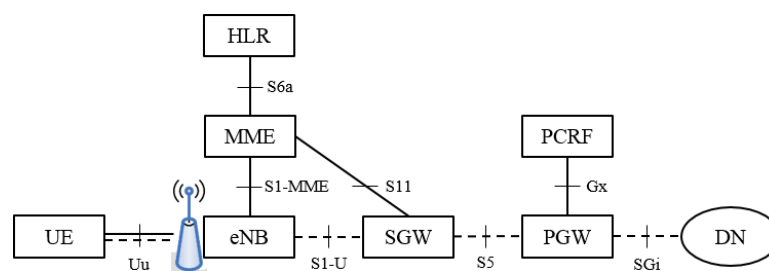 HLR
S6a
MME
PCRF
S1-MME
S11
Gx
UE
eNB
SGW
PGW
DN
Uu
S1-U
S5
SGi